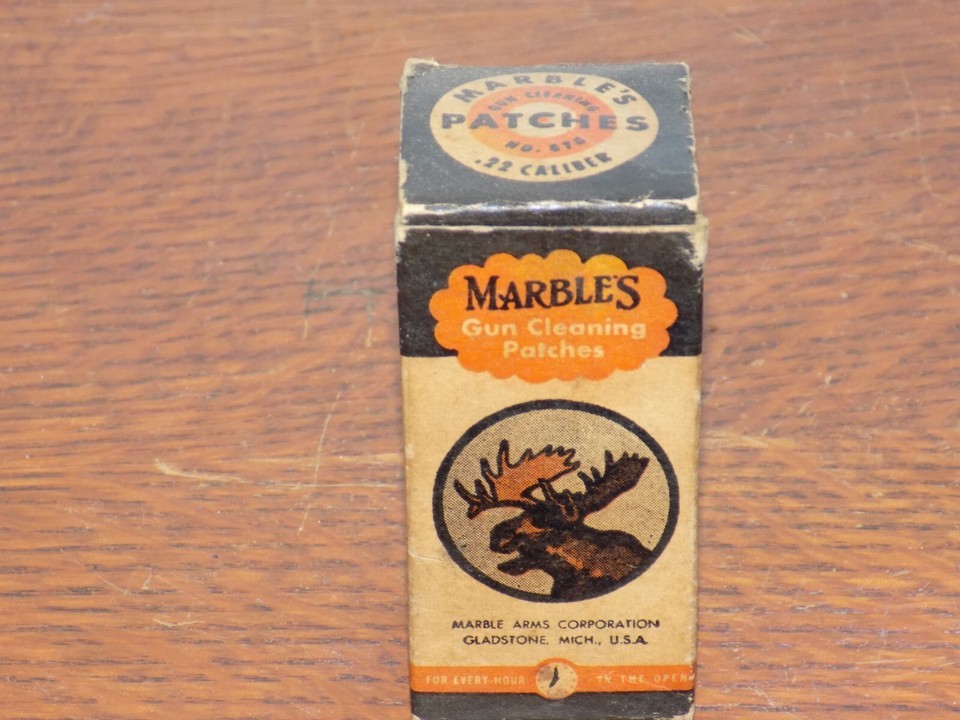 MARBLE'S
GUN CLEANING
PATCHES
NO. 676
.22 CALIBER
MARBLE'S
Gun Cleaning
Patches
MARBLE ARMS CORPORATION
GLADSTONE, MICH., U.S.A.
FOR EVERY HOUR IN THE OPEN